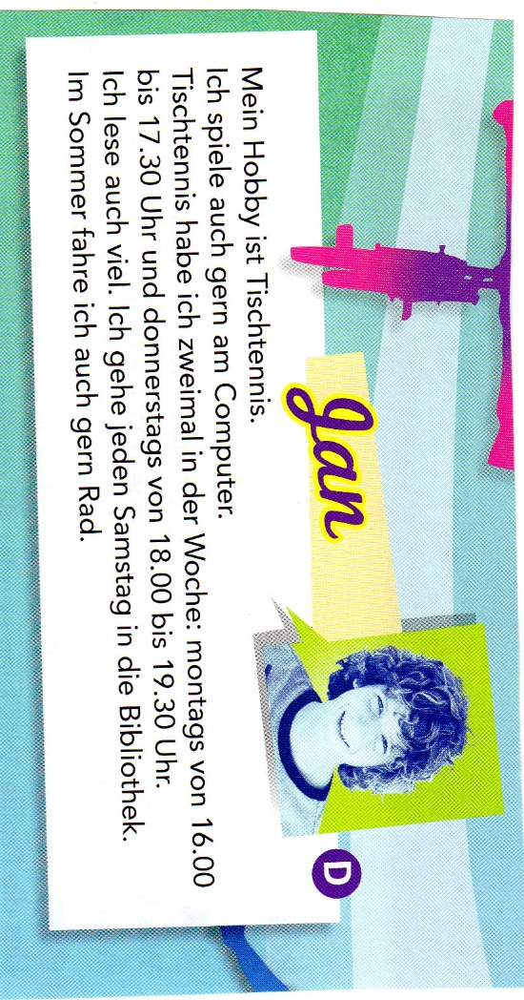 Jan
D
Mein Hobby ist Tischtennis.
Ich spiele auch gern am Computer.
Tischtennis habe ich zweimal in der Woche: montags von 16.00
bis 17.30 Uhr und donnerstags von 18.00 bis 19.30 Uhr.
Ich lese auch viel. Ich gehe jeden Samstag in die Bibliothek.
Im Sommer fahre ich auch gern Rad.